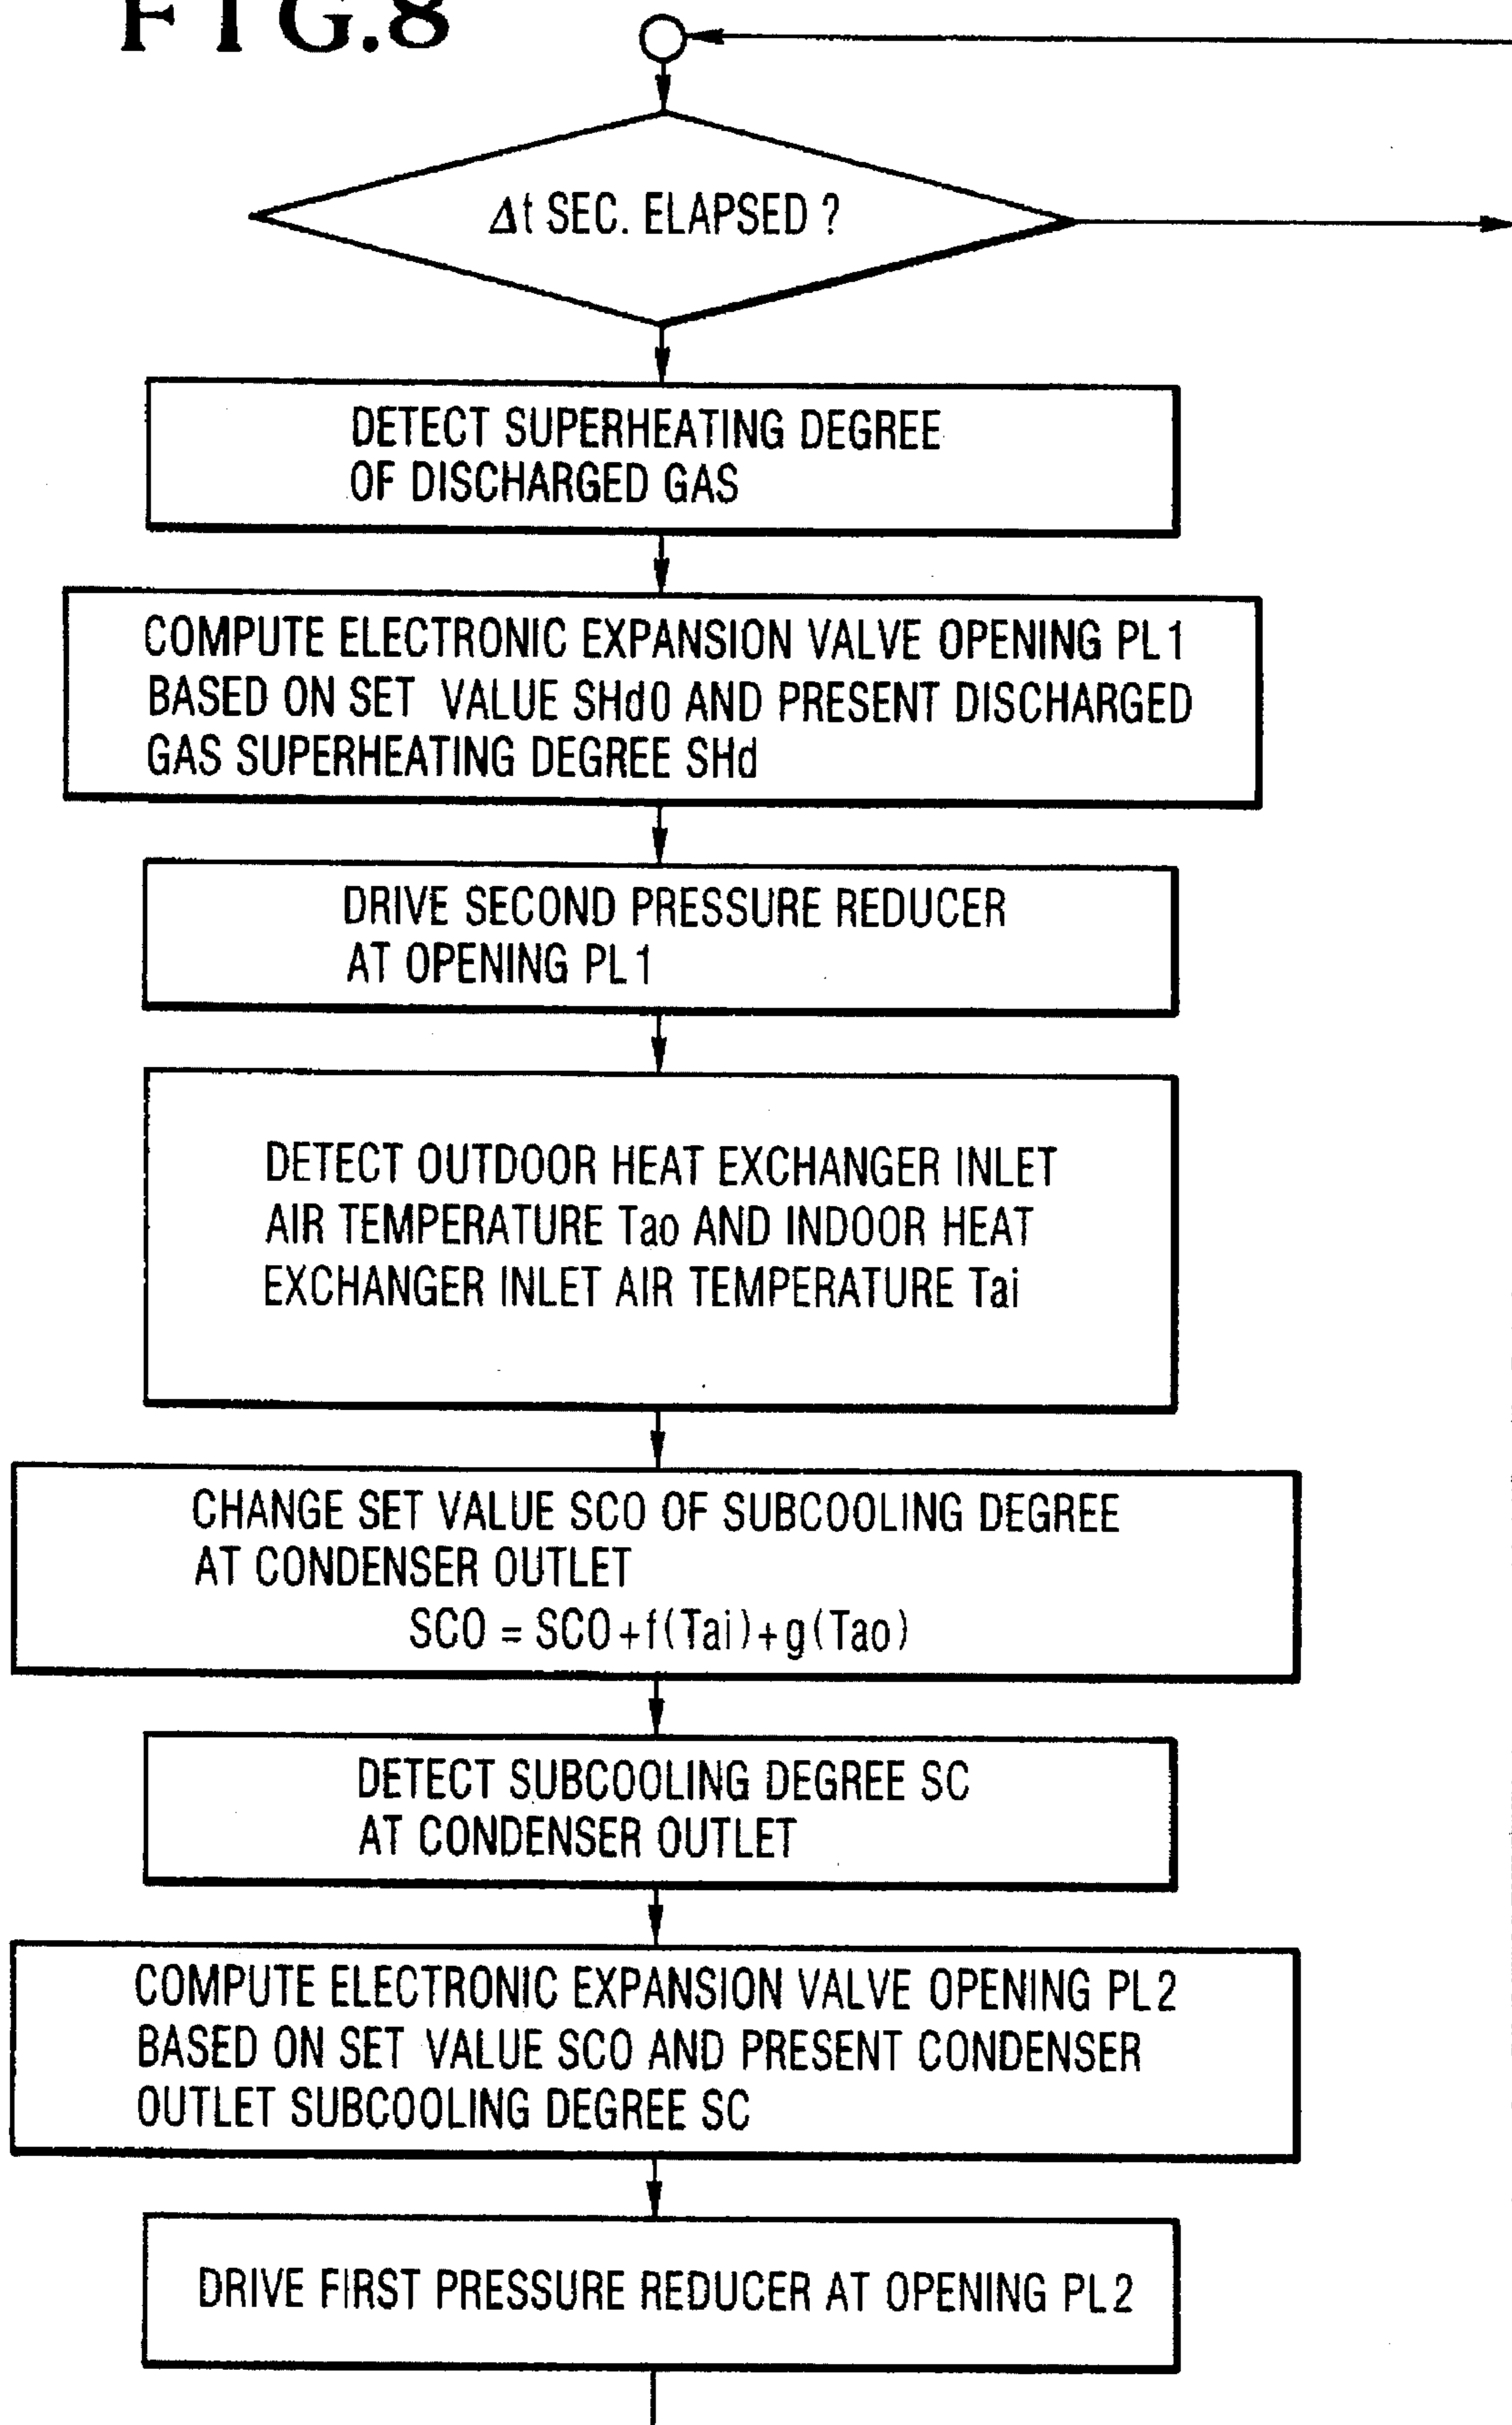 FIG.8
Δt SEC. ELAPSED ?
DETECT SUPERHEATING DEGREE
OF DISCHARGED GAS
COMPUTE ELECTRONIC EXPANSION VALVE OPENING PL1
BASED ON SET VALUE SHd0 AND PRESENT DISCHARGED
GAS SUPERHEATING DEGREE SHd
DRIVE SECOND PRESSURE REDUCER
AT OPENING PL1
DETECT OUTDOOR HEAT EXCHANGER INLET
AIR TEMPERATURE Tao AND INDOOR HEAT
EXCHANGER INLET AIR TEMPERATURE Tai
CHANGE SET VALUE SC0 OF SUBCOOLING DEGREE
AT CONDENSER OUTLET
SC0 = SC0+f(Tai)+g(Tao)
DETECT SUBCOOLING DEGREE SC
AT CONDENSER OUTLET
COMPUTE ELECTRONIC EXPANSION VALVE OPENING PL2
BASED ON SET VALUE SC0 AND PRESENT CONDENSER
OUTLET SUBCOOLING DEGREE SC
DRIVE FIRST PRESSURE REDUCER AT OPENING PL2